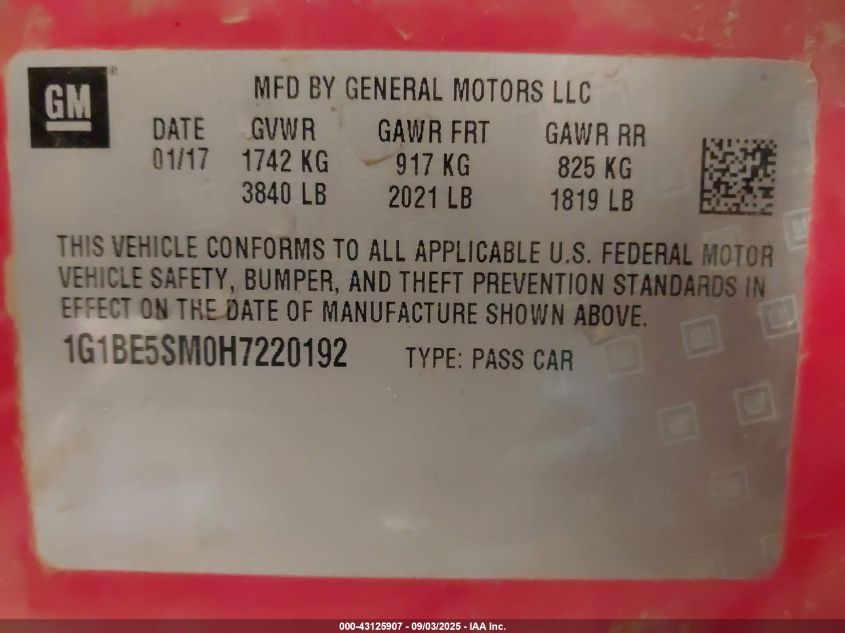 GM®
MFD BY GENERAL MOTORS LLC
DATE GVWR GAWR FRT GAWR RR
01/17 1742 KG 917 KG 825 KG
3840 LB 2021 LB 1819 LB
THIS VEHICLE CONFORMS TO ALL APPLICABLE U.S. FEDERAL MOTOR
VEHICLE SAFETY, BUMPER, AND THEFT PREVENTION STANDARDS IN
EFFECT ON THE DATE OF MANUFACTURE SHOWN ABOVE.
1G1BE5SM0H7220192 TYPE: PASS CAR
000-43125907 - 09/03/2025 - IAA Inc.